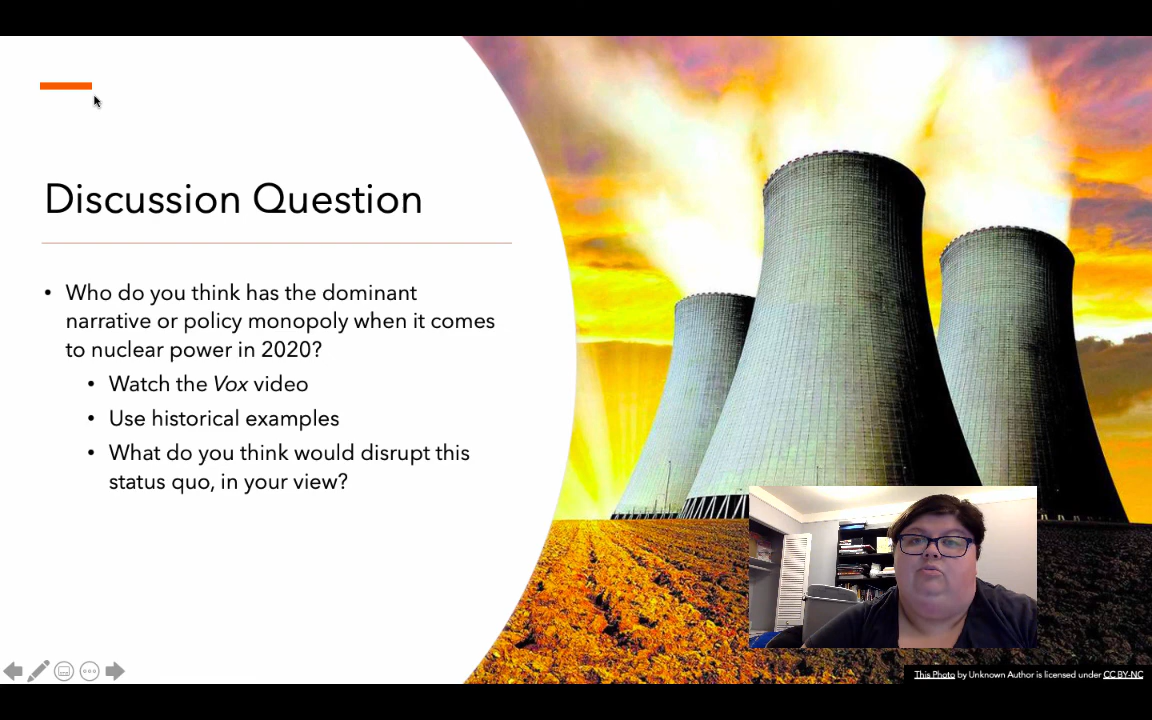 Discussion Question
• Who do you think has the dominant
narrative or policy monopoly when it comes
to nuclear power in 2020?
• Watch the Vox video
• Use historical examples
• What do you think would disrupt this
status quo, in your view?
This Photo by Unknown Author is licensed under CC BY-NC